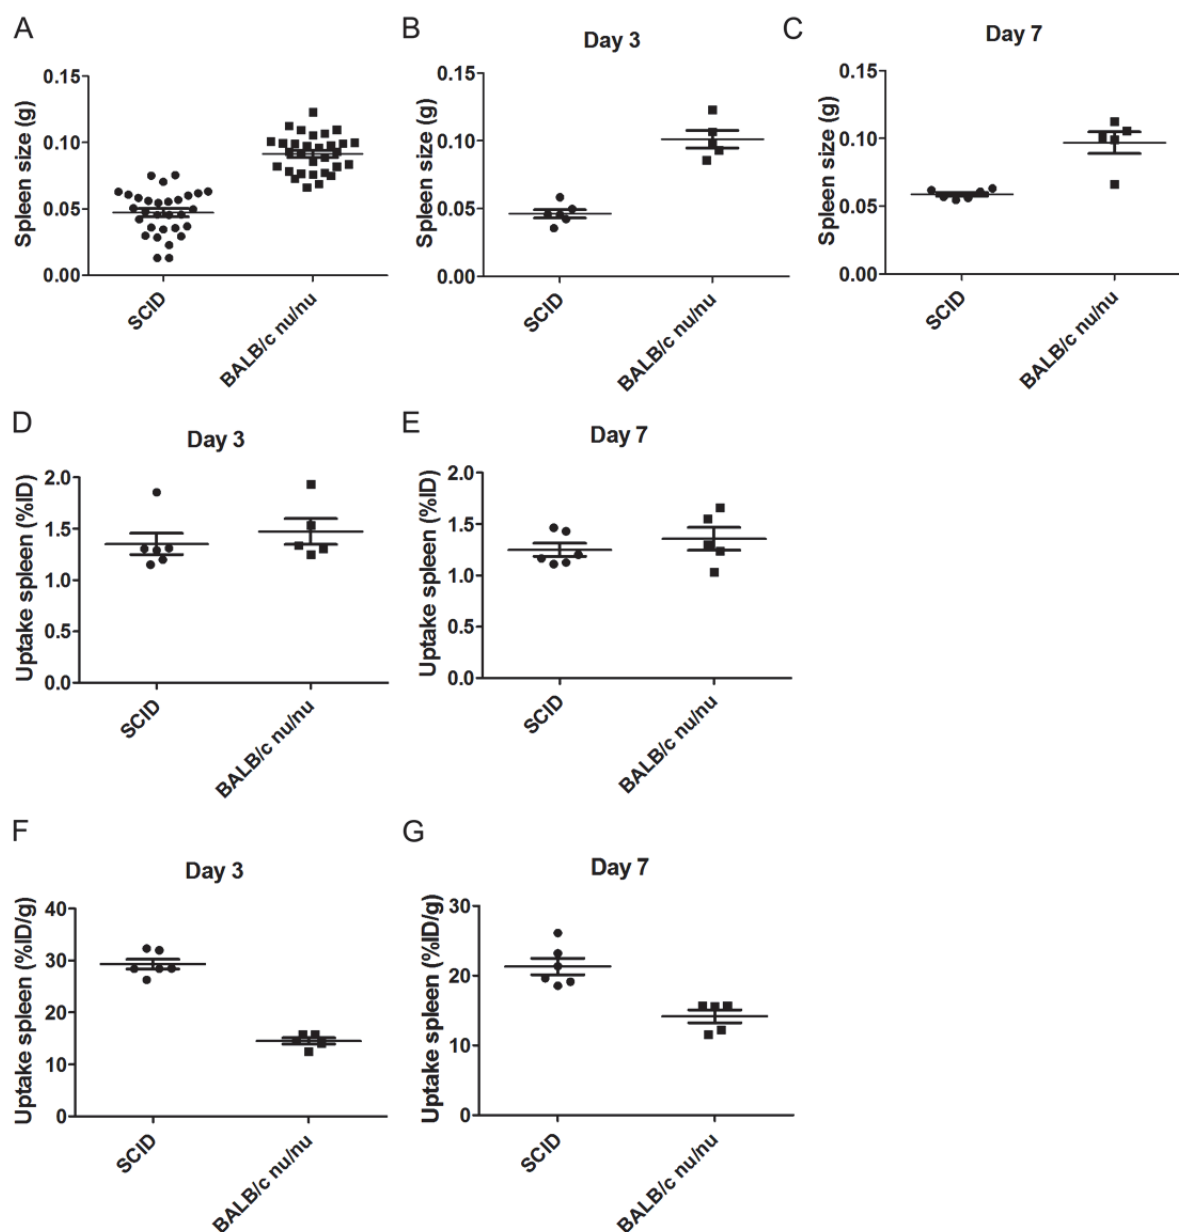 A
Spleen size (g)
0.15
0.10
0.05
0.00
SCID
BALB/c nu/nu
B
Day 3
Spleen size (g)
0.15
0.10
0.05
0.00
SCID
BALB/c nu/nu
C
Day 7
Spleen size (g)
0.15
0.10
0.05
0.00
SCID
BALB/c nu/nu
D
Day 3
Uptake spleen (%ID)
2.0
1.5
1.0
0.5
0.0
SCID
BALB/c nu/nu
E
Day 7
Uptake spleen (%ID)
2.0
1.5
1.0
0.5
0.0
SCID
BALB/c nu/nu
F
Day 3
Uptake spleen (%ID/g)
40
30
20
10
0
SCID
BALB/c nu/nu
G
Day 7
Uptake spleen (%ID/g)
30
20
10
0
SCID
BALB/c nu/nu